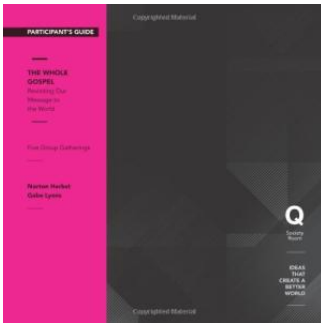 Copyrighted Material
PARTICIPANT'S GUIDE
THE WHOLE
GOSPEL
Revisiting Our
Message to
the World
Five Group Gatherings
Norton Herbst
Gabe Lyons
Q
Society
Room
IDEAS
THAT
CREATE A
BETTER
WORLD
Copyrighted Material